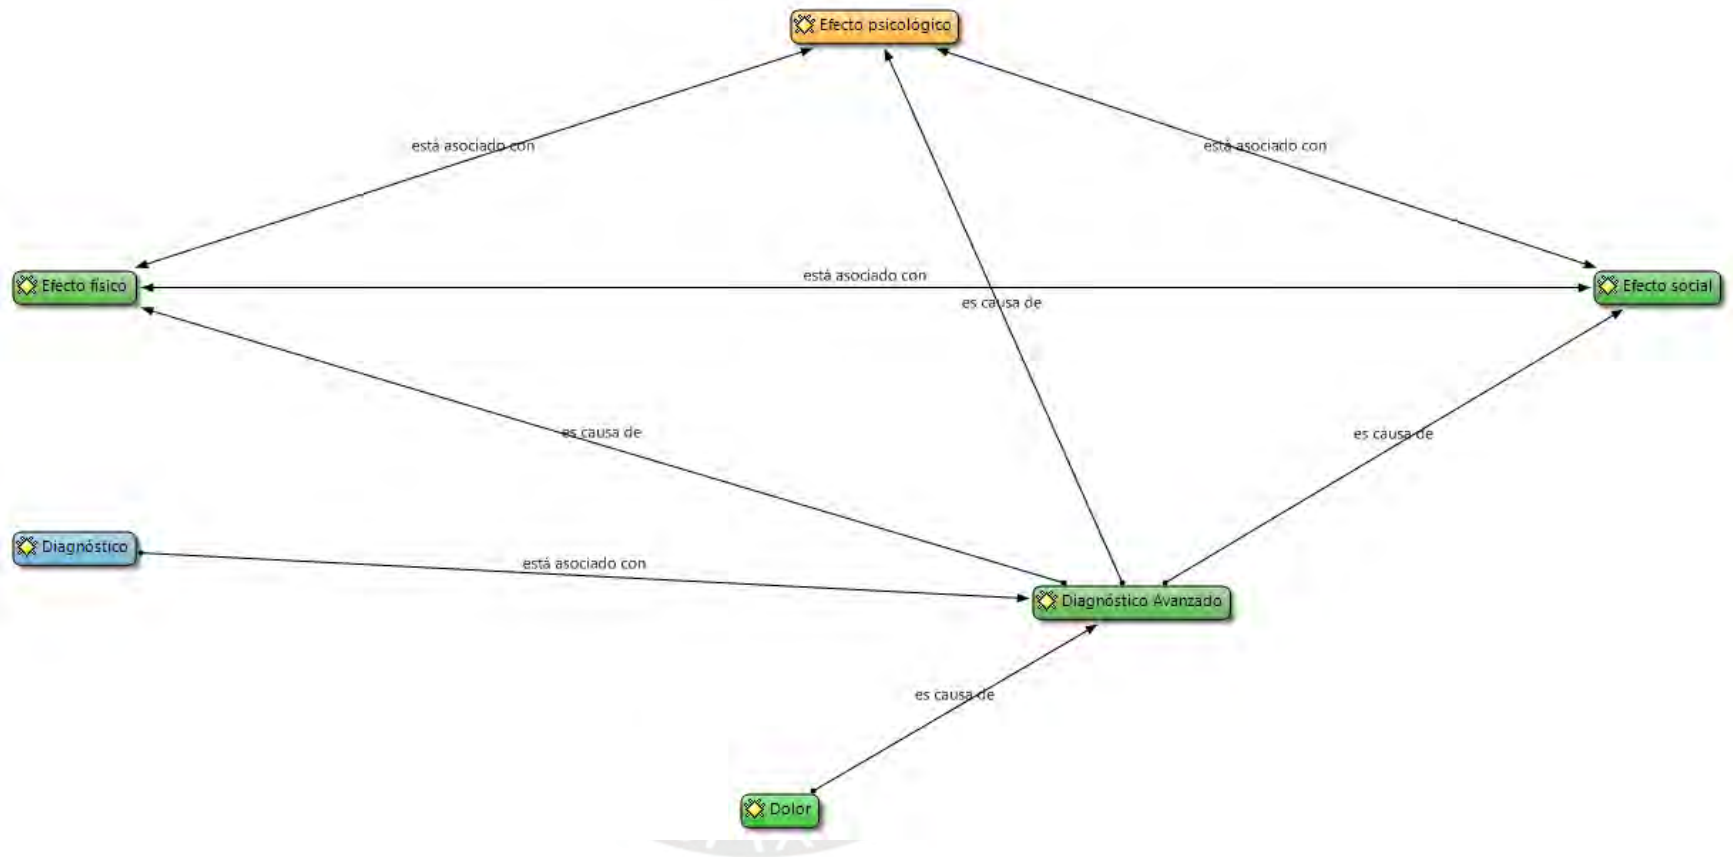 Efecto psicológico
está asociado con
está asociado con
está asociado con
Efecto físico
Efecto social
es causa de
es causa de
es causa de
Diagnóstico
está asociado con
Diagnóstico Avanzado
es causa de
Dolor